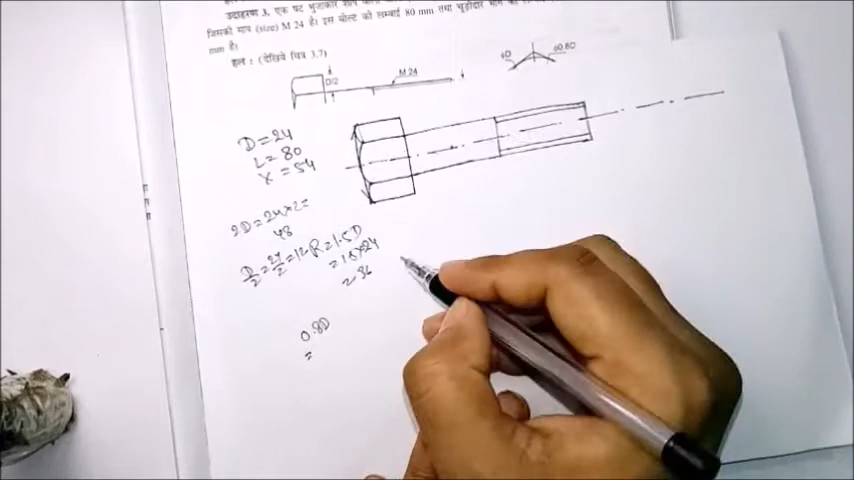 उदाहरण 3. एक षट भुजाकार
जिसकी माप (size) M 24 है। इस बोल्ट की लम्बाई 80 mm तथा चूड़ीदार भाग की
mm है।
हल : (देखिये चित्र 3.7)
D/2
M.24
60.80
D=24
L=80
X=54
2D=24×2=
48
D/2=24/2=12
R=1.5D
=1.5×24
=36
0.8D
=